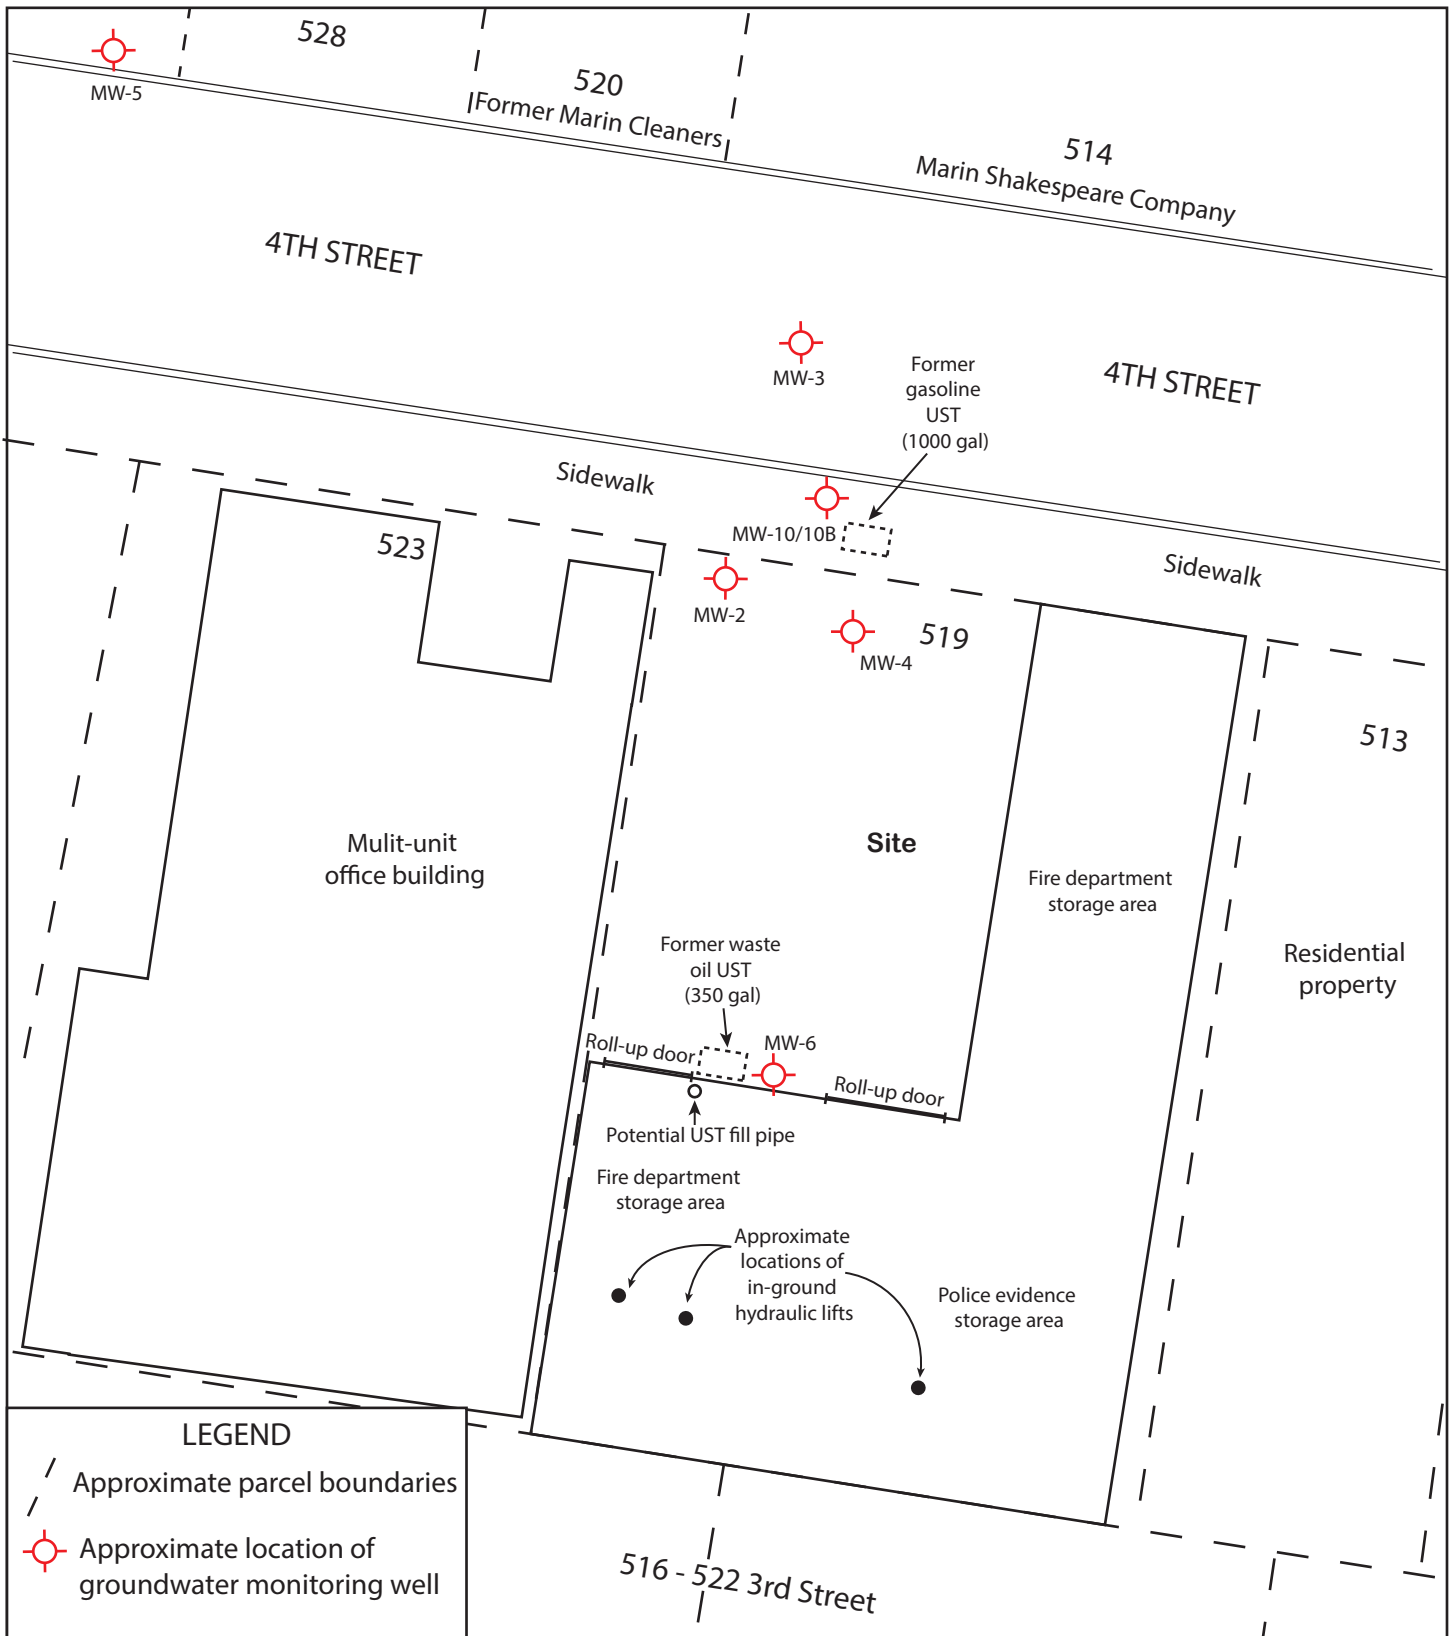 528
MW-5
520
Former Marin Cleaners
514
Marin Shakespeare Company
4TH STREET
MW-3
Former
gasoline
UST
(1000 gal)
4TH STREET
Sidewalk
MW-10/10B
523
Sidewalk
MW-2
519
MW-4
513
Mulit-unit
office building
Site
Fire department
storage area
Former waste
oil UST
(350 gal)
Residential
property
Roll-up door
MW-6
Roll-up door
Potential UST fill pipe
Fire department
storage area
Approximate
locations of
in-ground
hydraulic lifts
Police evidence
storage area
LEGEND
Approximate parcel boundaries
Approximate location of
groundwater monitoring well
516 - 522 3rd Street